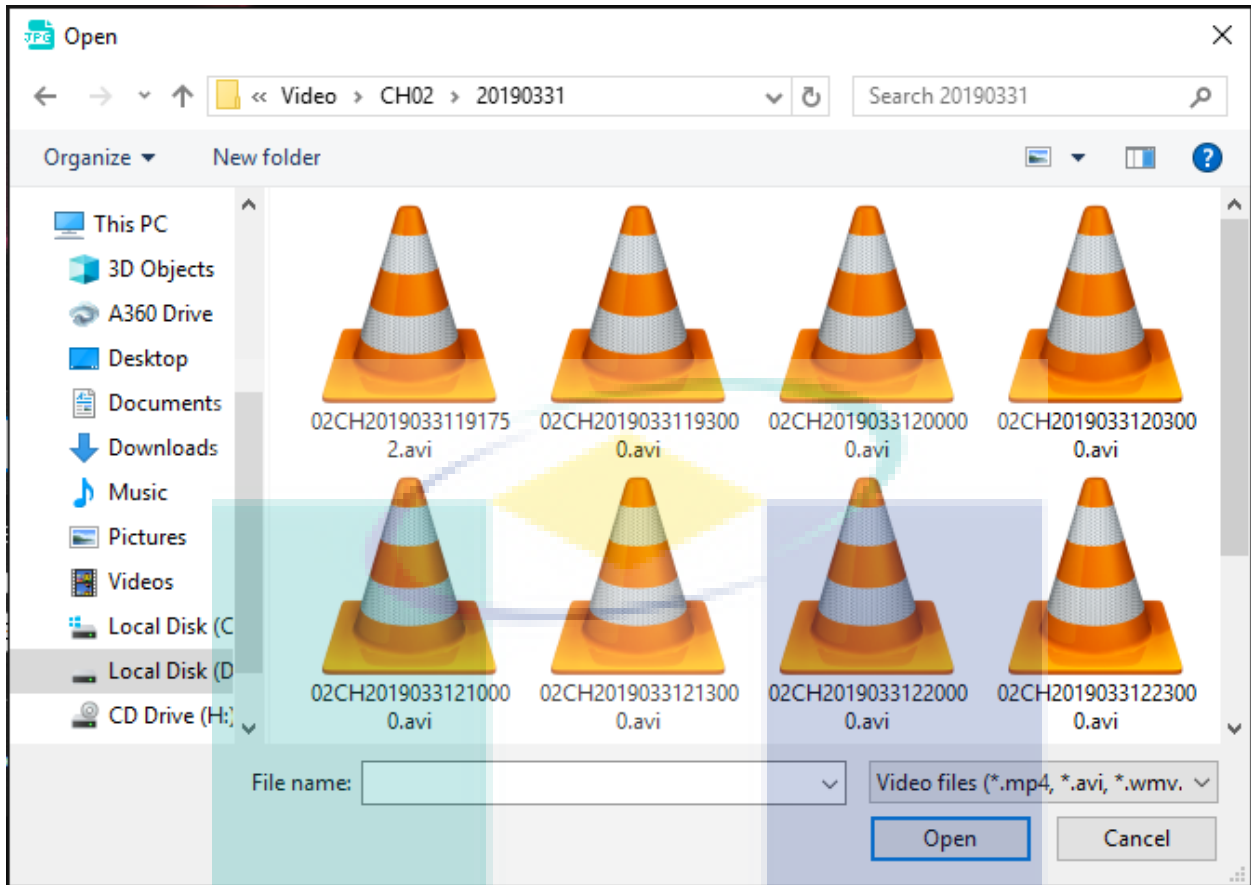 JPG Open
« Video › CH02 › 20190331
Search 20190331
Organize New folder
?
This PC
3D Objects
A360 Drive
Desktop
Documents
Downloads
Music
Pictures
Videos
Local Disk (C
Local Disk (D
CD Drive (H:)
02CH2019033119175
2.avi
02CH2019033119300
0.avi
02CH2019033120000
0.avi
02CH2019033120300
0.avi
02CH2019033121000
0.avi
02CH2019033121300
0.avi
02CH2019033122000
0.avi
02CH2019033122300
0.avi
File name:
Video files (*.mp4, *.avi, *.wmv.
Open Cancel